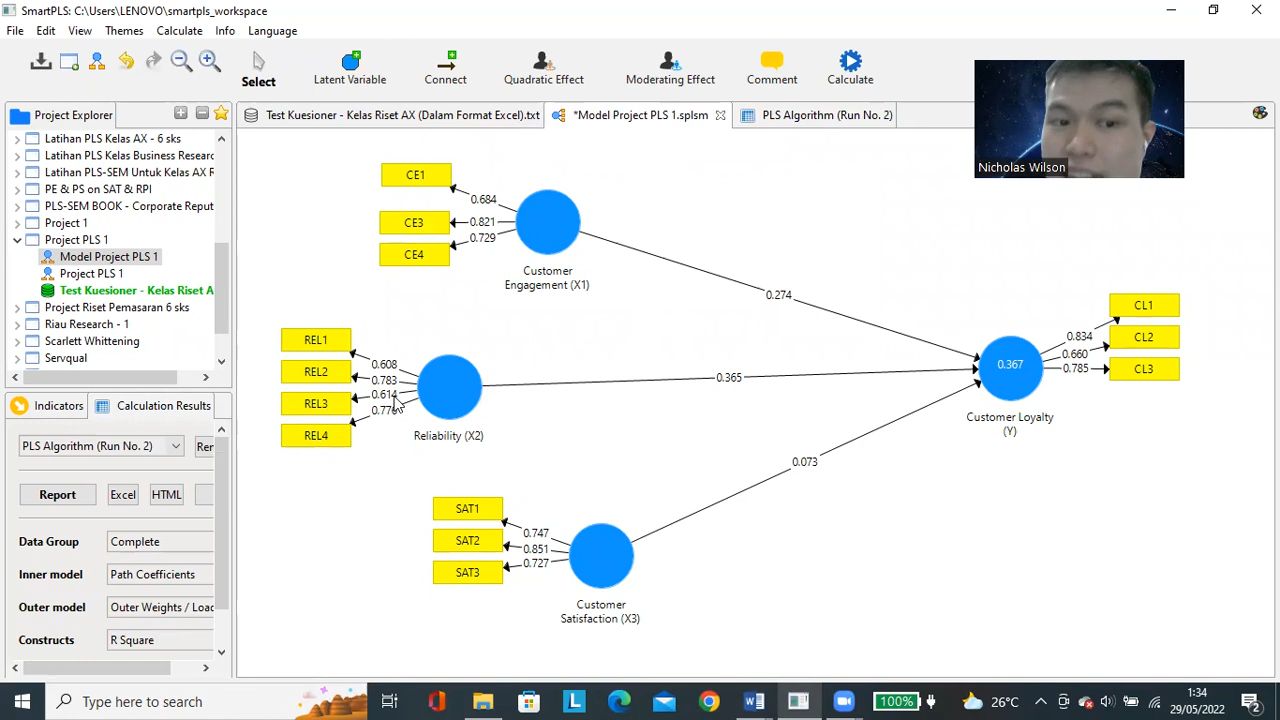 SmartPLS: C:\Users\LENOVO\smartpls_workspace
File Edit View Themes Calculate Info Language
Select
Latent Variable
Connect
Quadratic Effect
Moderating Effect
Comment
Calculate
Project Explorer
Test Kuesioner - Kelas Riset AX (Dalam Format Excel).txt
*Model Project PLS 1.splsm
PLS Algorithm (Run No. 2)
Latihan PLS Kelas AX - 6 sks
Latihan PLS Kelas Business Researc
Latihan PLS-SEM Untuk Kelas AX R
PE & PS on SAT & RPI
PLS-SEM BOOK - Corporate Reput
Project 1
Project PLS 1
Model Project PLS 1
Project PLS 1
Test Kuesioner - Kelas Riset A
Project Riset Pemasaran 6 sks
Riau Research - 1
Scarlett Whittening
Servqual
Indicators
Calculation Results
PLS Algorithm (Run No. 2)
Rer
Report
Excel
HTML
Data Group
Complete
Inner model
Path Coefficients
Outer model
Outer Weights / Load
Constructs
R Square
CE1
CE3
CE4
0.684
0.821
0.729
Customer
Engagement (X1)
0.274
REL1
REL2
REL3
REL4
0.608
0.783
0.614
Reliability (X2)
0.365
SAT1
SAT2
SAT3
0.747
0.851
0.727
Customer
Satisfaction (X3)
0.073
0.367
Customer Loyalty
(Y)
0.834
0.660
0.785
CL1
CL2
CL3
Nicholas Wilson
Type here to search
100%
26°C
1:34
29/05/2022
2